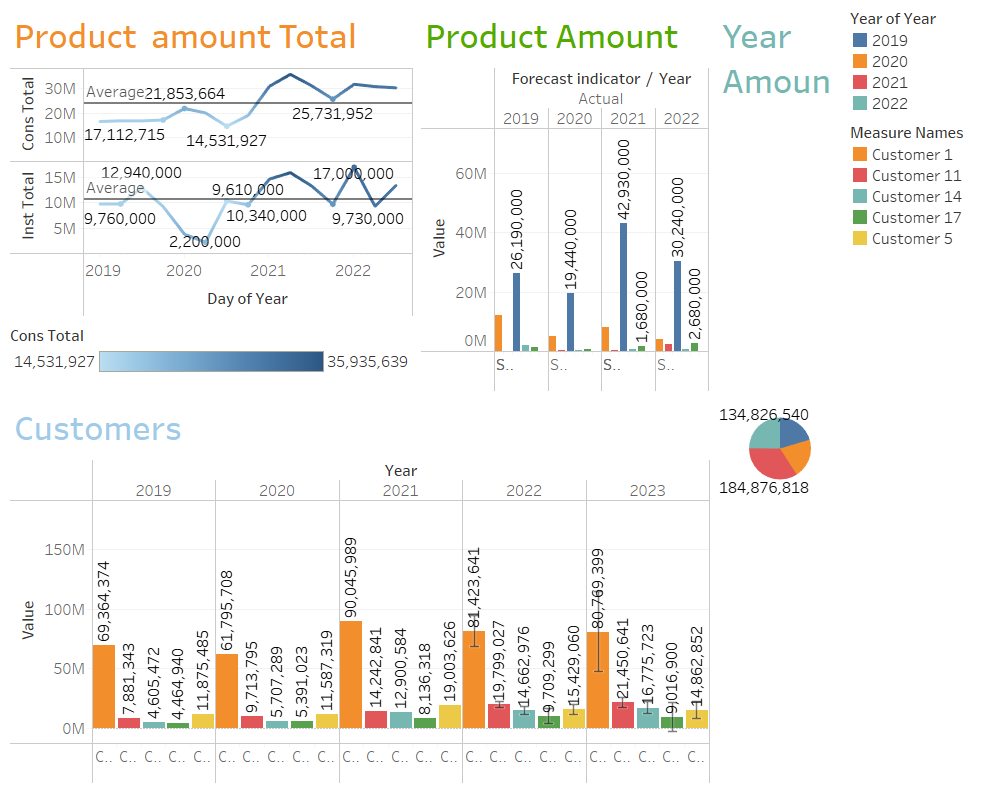 Product amount Total
Product Amount
Year
Amoun
Year of Year
2019
2020
2021
2022
Measure Names
Customer 1
Customer 11
Customer 14
Customer 17
Customer 5
Cons Total
30M
20M
10M
Average
21,853,664
17,112,715
14,531,927
25,731,952
Inst Total
15M
10M
5M
12,940,000
Average
17,000,000
9,610,000
9,760,000
10,340,000
9,730,000
2,200,000
2019
2020
2021
2022
Day of Year
Cons Total
14,531,927
35,935,639
Forecast indicator / Year
Actual
2019
2020
2021
2022
Value
60M
40M
20M
0M
26,190,000
19,440,000
42,930,000
1,680,000
30,240,000
2,680,000
S..
S..
S..
S..
Customers
134,826,540
184,876,818
Year
2019
2020
2021
2022
2023
Value
150M
100M
50M
0M
69,364,374
7,881,343
4,605,472
4,464,940
11,875,485
61,795,708
9,713,795
5,707,289
5,391,023
11,587,319
90,045,989
14,242,841
12,900,584
8,136,318
19,003,626
81,423,641
19,799,027
14,662,976
9,709,299
15,429,060
80,769,399
21,450,641
16,775,723
9,016,900
14,862,852
C.. C.. C.. C.. C.. C.. C.. C.. C.. C.. C.. C.. C.. C.. C.. C.. C.. C.. C.. C.. C.. C.. C.. C.. C..